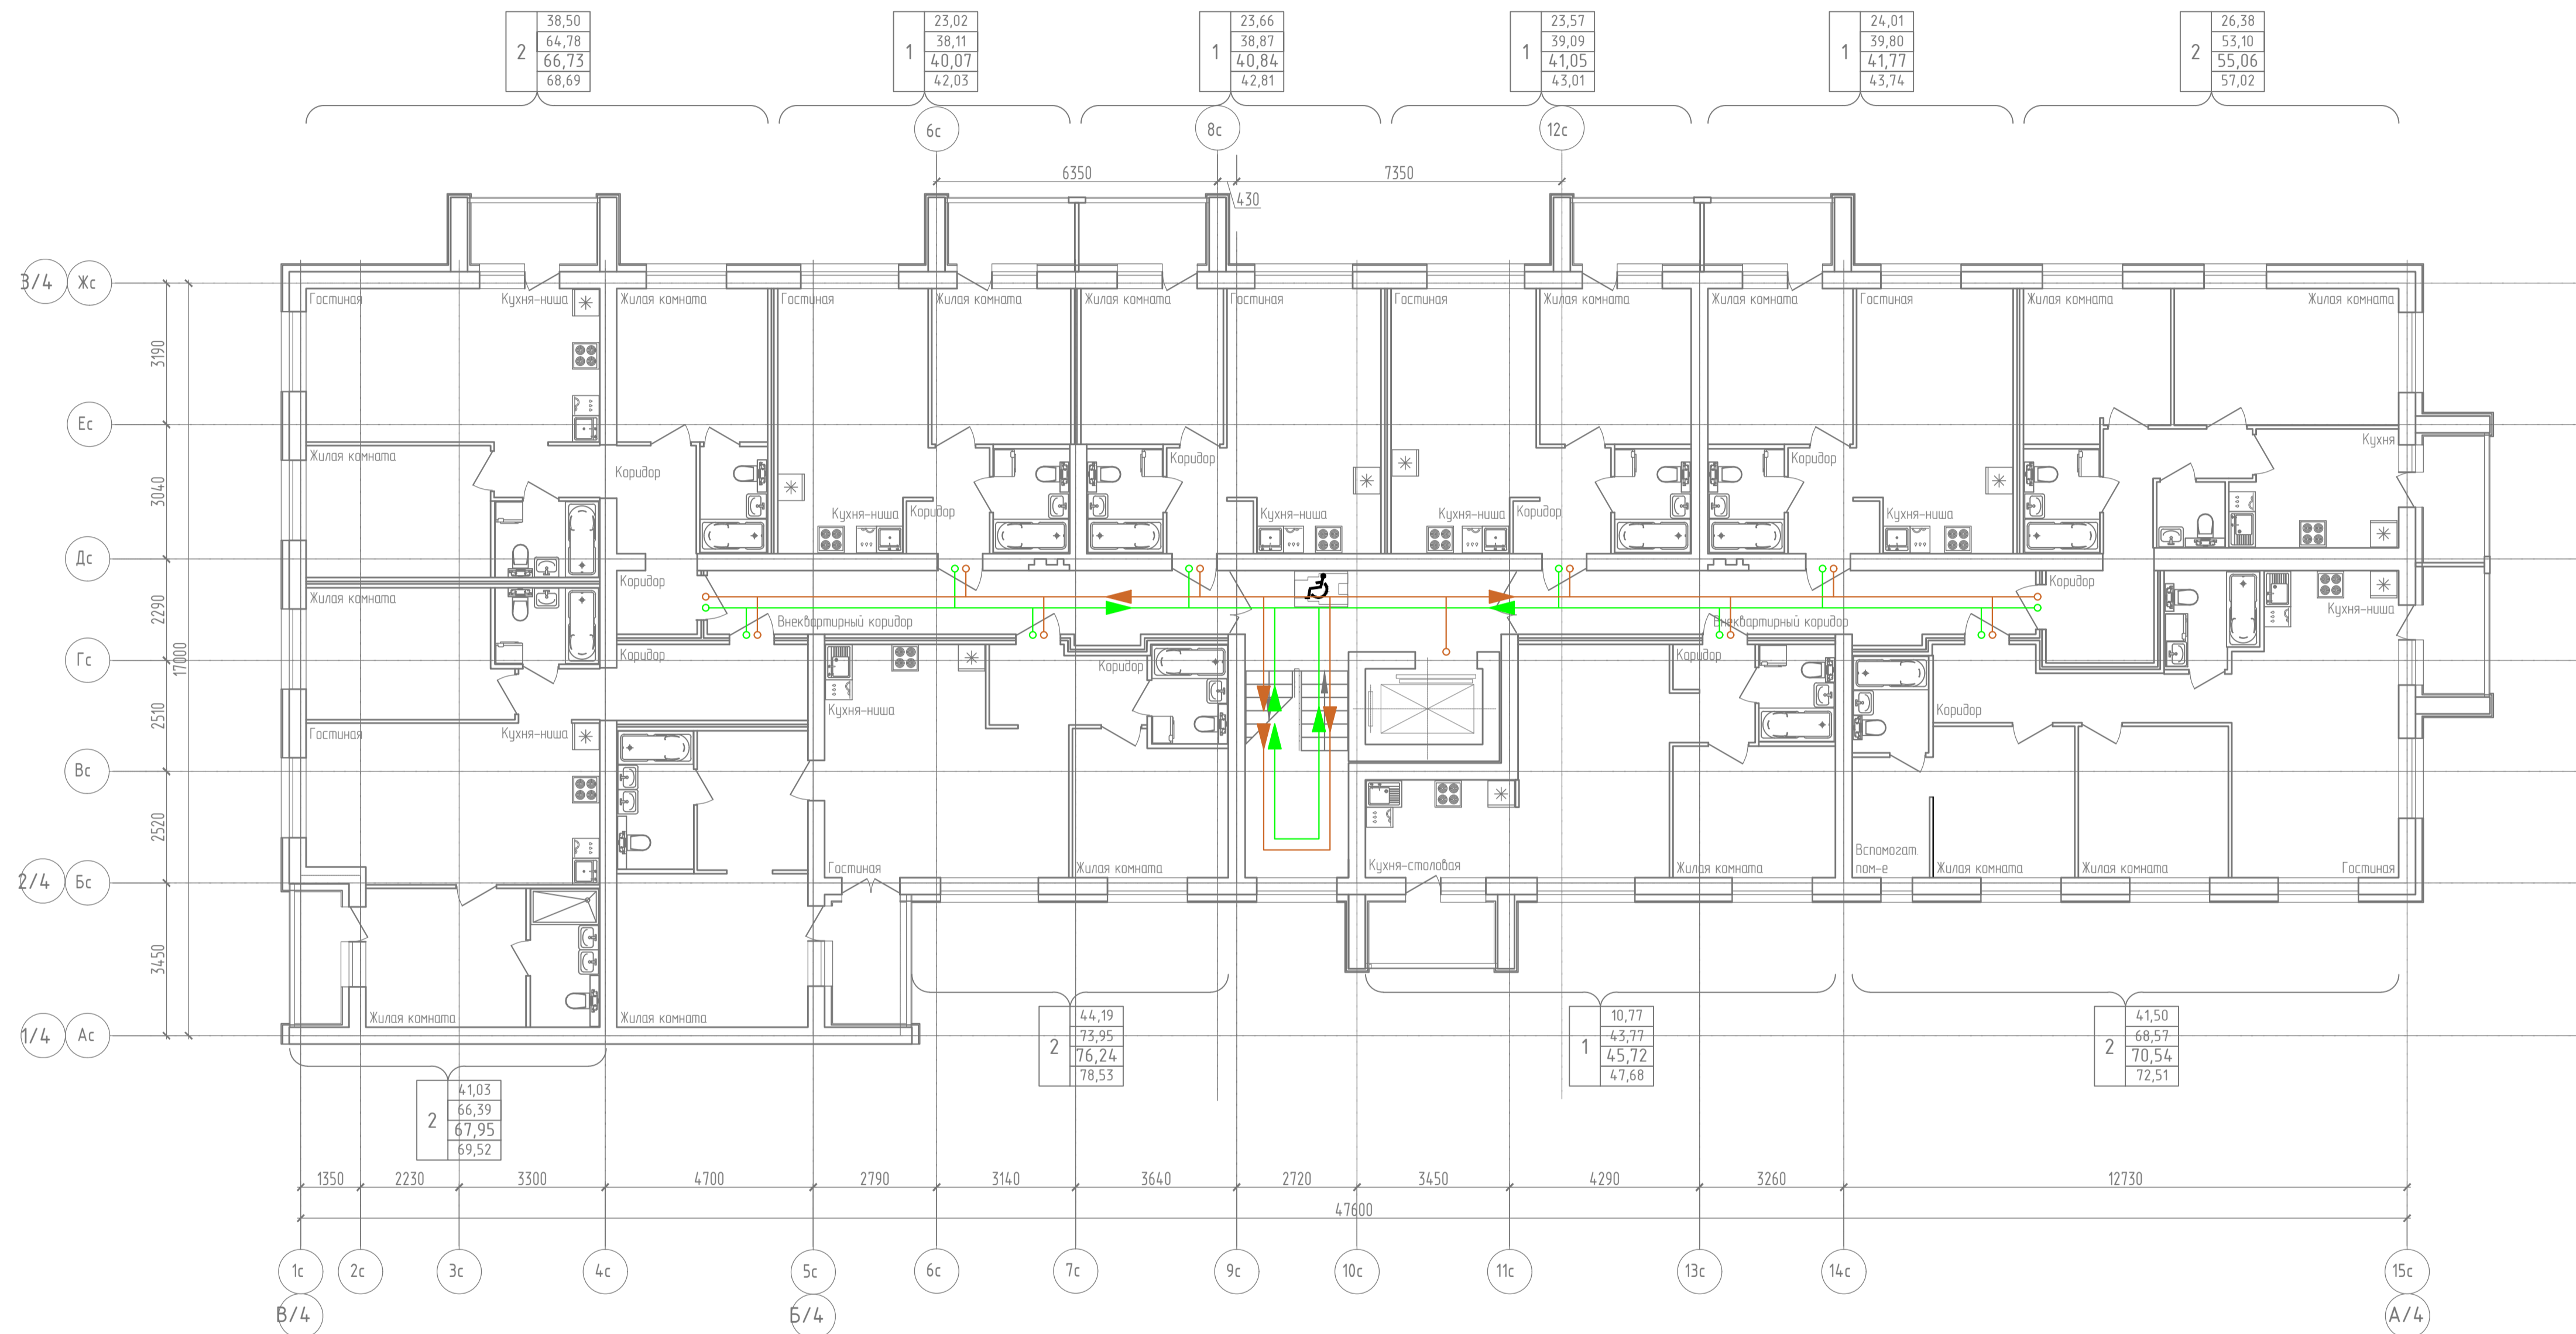 38,50
2 64,78
66,73
68,69
23,02
1 38,11
40,07
42,03
23,66
1 38,87
40,84
42,81
23,57
1 39,09
41,05
43,01
24,01
1 39,80
41,77
43,74
26,38
2 53,10
55,06
57,02
6с 8с 12с
6350 7350
430
3/4 Жс
Гостиная Кухня-ниша Жилая комната Гостиная Жилая комната Жилая комната Гостиная Гостиная Жилая комната Жилая комната Гостиная Жилая комната Жилая комната
3190
Ес
Кухня
Жилая комната Коридор Коридор Коридор
3040
Кухня-ниша Коридор Кухня-ниша Кухня-ниша Коридор Кухня-ниша
Дс
Коридор Коридор
Жилая комната Кухня-ниша
2290
Внеквартирный коридор Внеквартирный коридор
17000
Гс
Коридор Коридор Коридор
2510
Кухня-ниша Коридор
Гостиная Кухня-ниша
Вс
2520
Вспомогат.
пом-е
Гостиная Жилая комната Кухня-столовая Жилая комната Жилая комната Жилая комната Гостиная
2/4 Бс
3450
Жилая комната Жилая комната
1/4 Ас
44,19
2 73,95
76,24
78,53
10,77
1 43,77
45,72
47,68
41,50
2 68,57
70,54
72,51
41,03
2 66,39
67,95
69,52
1350 2230 3300 4700 2790 3140 3640 2720 3450 4290 3260 12730
47600
1с 2с 3с 4с 5с 6с 7с 9с 10с 11с 13с 14с 15с
В/4 Б/4 А/4